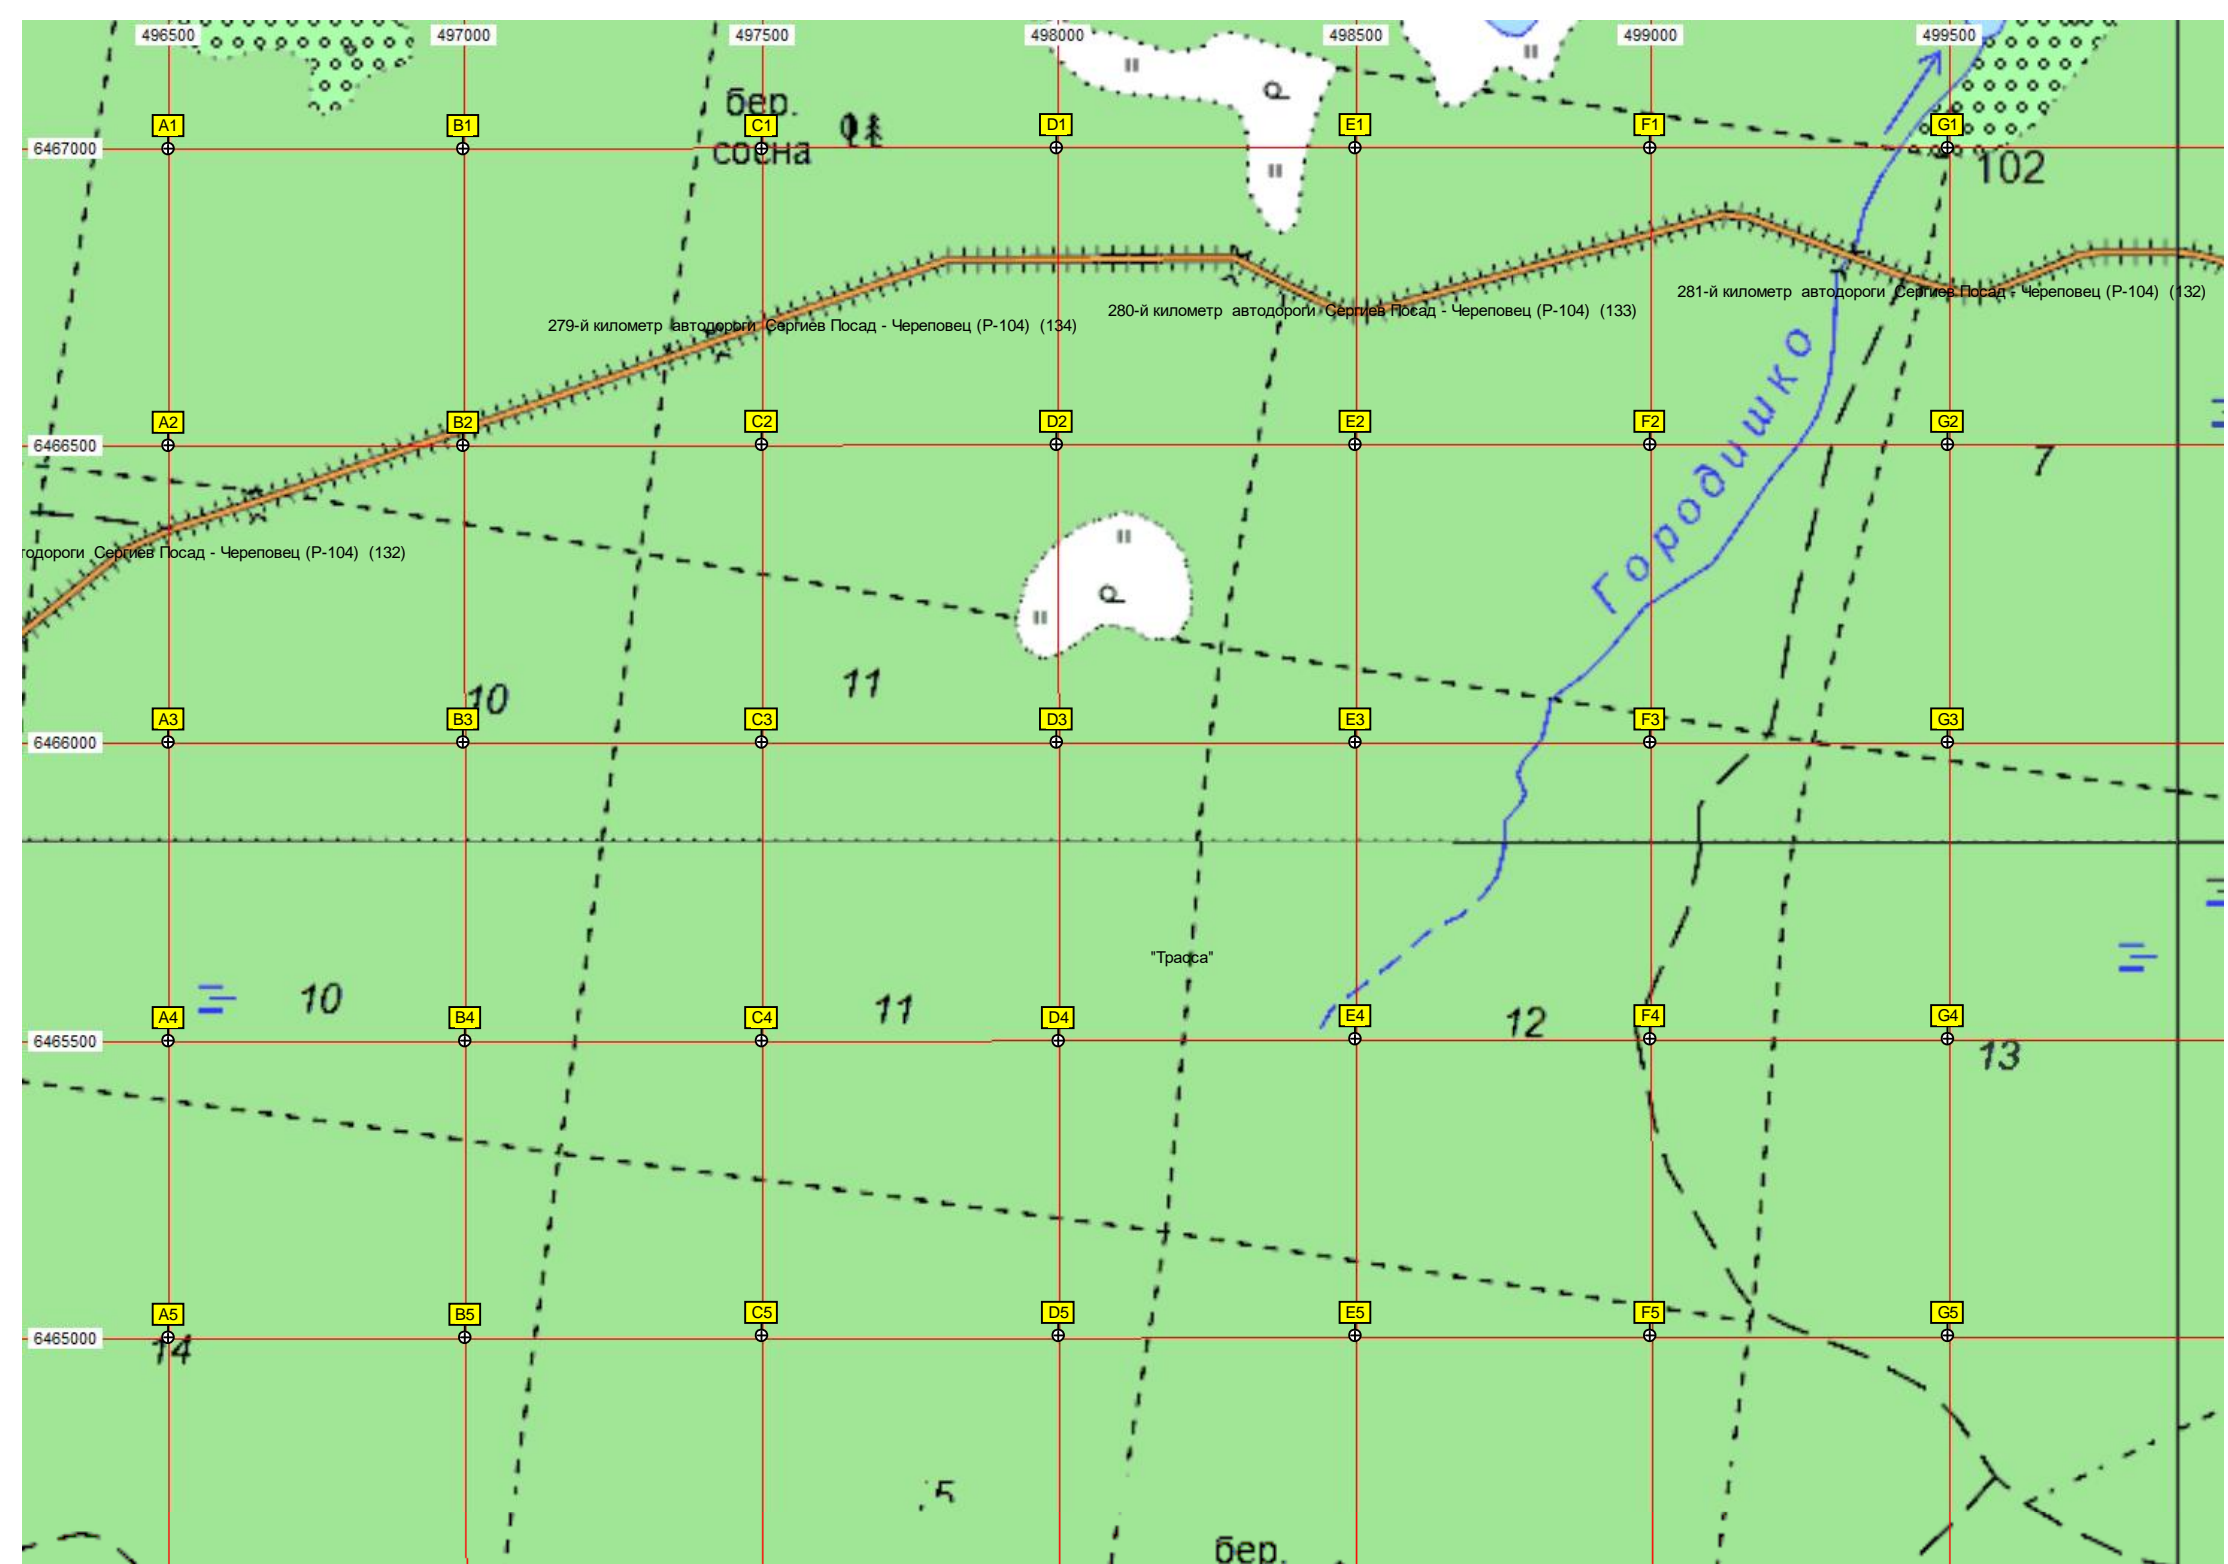 496500 497000 497500 498000 498500 499000 499500
бер.
сосна
A1 B1 C1 D1 E1 F1 G1
6467000
102
р
281-й километр автодороги Сергиев Посад - Череповец (Р-104) (132)
280-й километр автодороги Сергиев Посад - Череповец (Р-104) (133)
279-й километр автодороги Сергиев Посад - Череповец (Р-104) (134)
Городишко
A2 B2 C2 D2 E2 F2 G2
6466500
7
тодороги Сергиев Посад - Череповец (Р-104) (132)
р
10 11
A3 B3 C3 D3 E3 F3 G3
6466000
"Трасса"
10 11 12
A4 B4 C4 D4 E4 F4 G4
6465500
13
A5 B5 C5 D5 E5 F5 G5
6465000
14
5
бер.